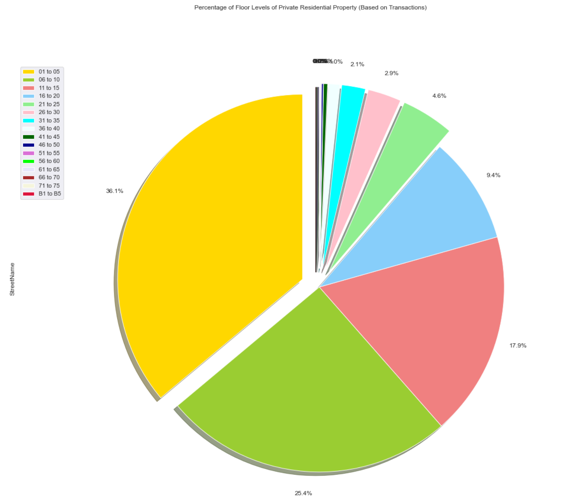 Percentage of Floor Levels of Private Residential Property (Based on Transactions)
2.1%
2.9%
4.6%
01 to 05
06 to 10
11 to 15
16 to 20
21 to 25
26 to 30
31 to 35
36 to 40
41 to 45
46 to 50
51 to 55
56 to 60
61 to 65
66 to 70
71 to 75
B1 to B5
9.4%
36.1%
StreetName
17.9%
25.4%